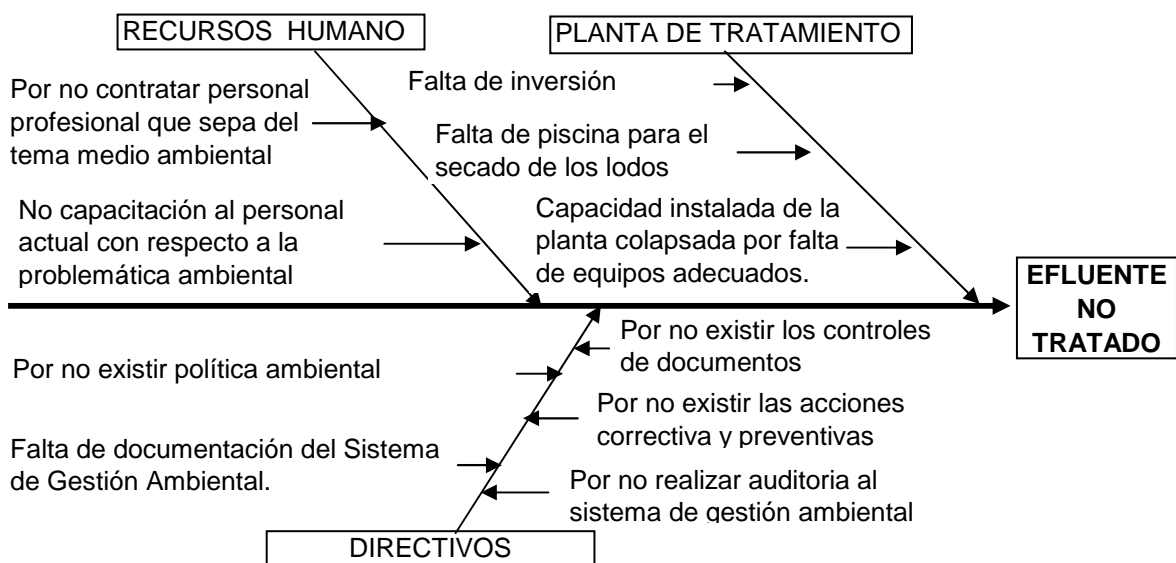 RECURSOS HUMANO
PLANTA DE TRATAMIENTO
Por no contratar personal
profesional que sepa del
tema medio ambiental
Falta de inversión
Falta de piscina para el
secado de los lodos
No capacitación al personal
actual con respecto a la
problemática ambiental
Capacidad instalada de la
planta colapsada por falta
de equipos adecuados.
EFLUENTE
NO
TRATADO
Por no existir política ambiental
Por no existir los controles
de documentos
Por no existir las acciones
correctiva y preventivas
Falta de documentación del Sistema
de Gestión Ambiental.
Por no realizar auditoria al
sistema de gestión ambiental
DIRECTIVOS